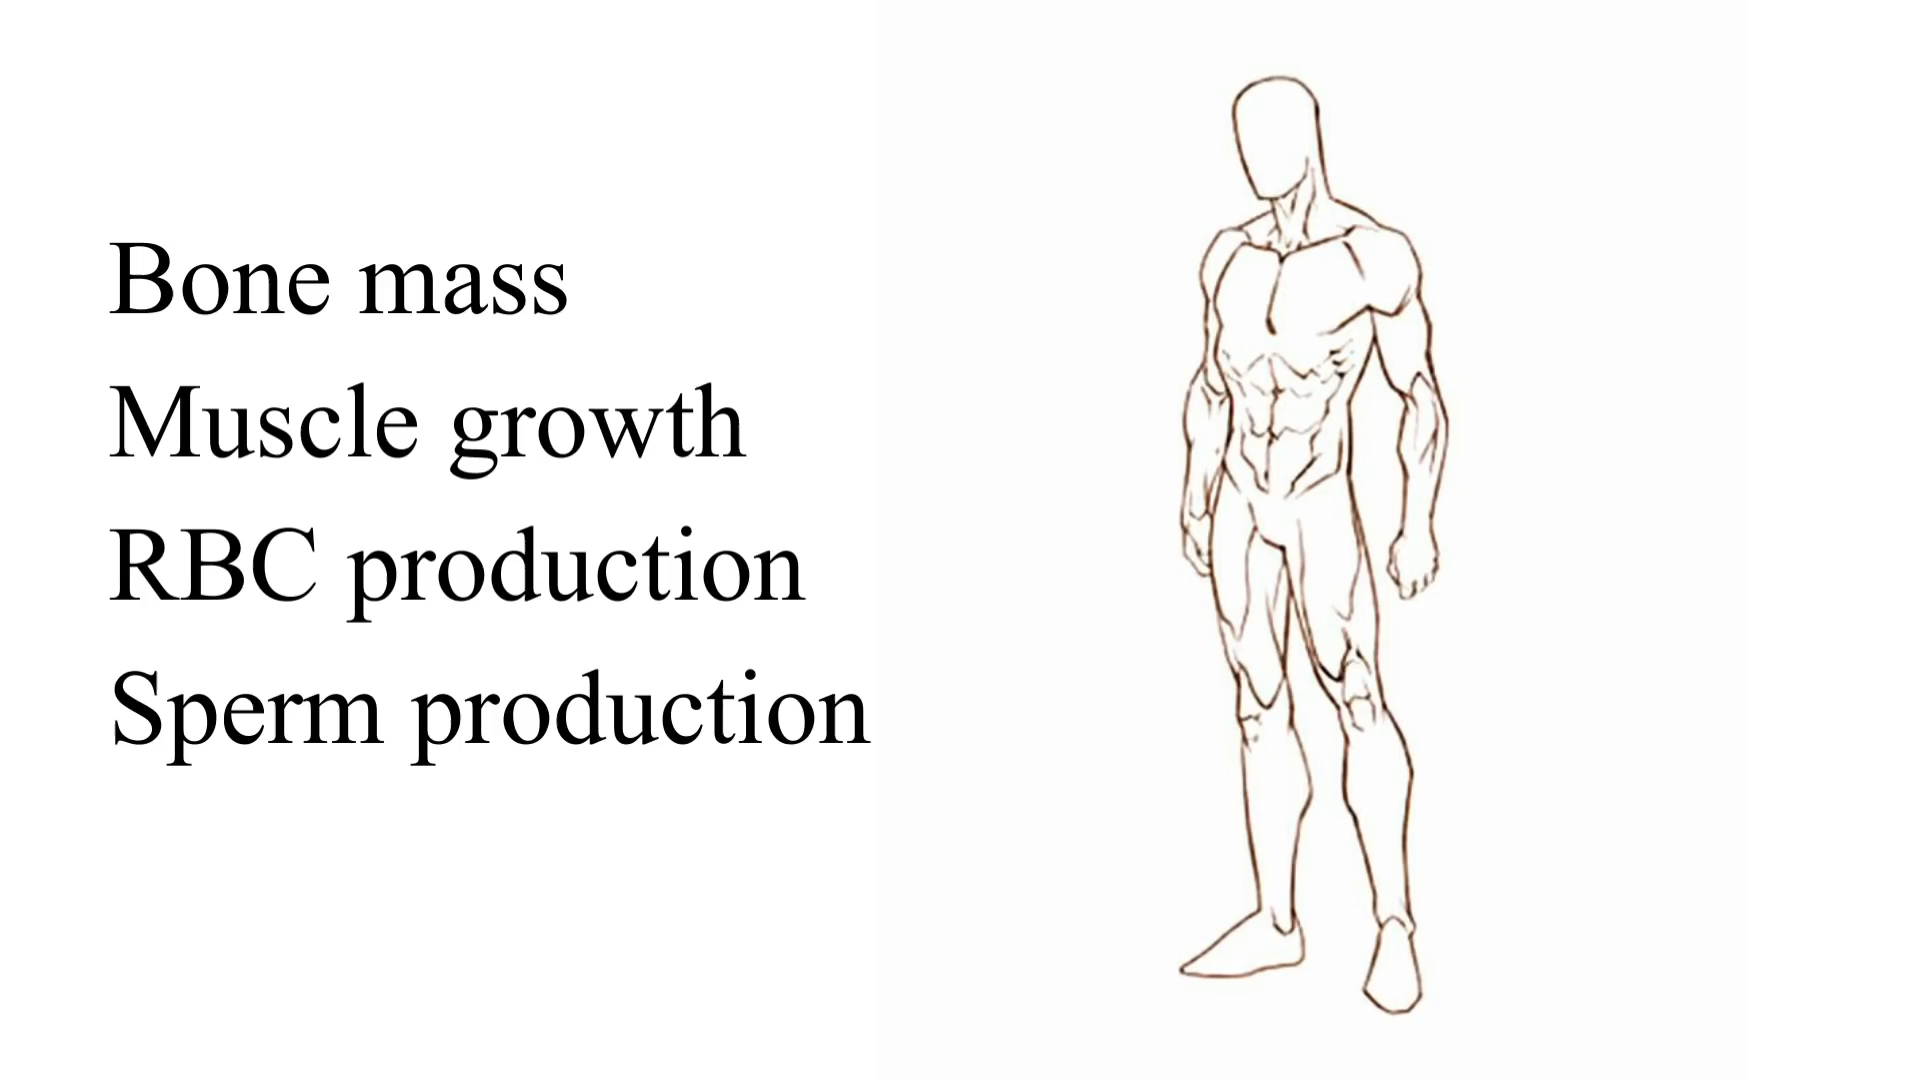 Bone mass
Muscle growth
RBC production
Sperm production